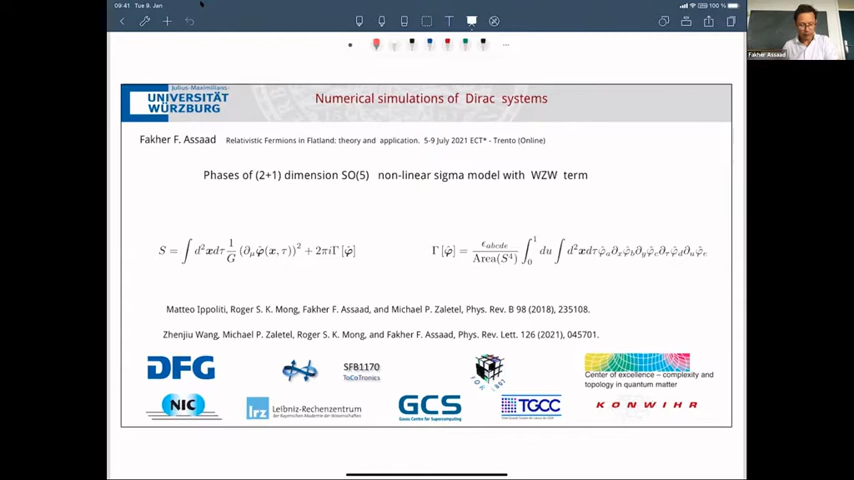 09:41 Tue 9. Jan
100 %
T
Fakher Assaad
Julius-Maximilians-
UNIVERSITÄT
WÜRZBURG
Numerical simulations of Dirac systems
Fakher F. Assaad Relativistic Fermions in Flatland: theory and application. 5-9 July 2021 ECT* - Trento (Online)
Phases of (2+1) dimension SO(5) non-linear sigma model with WZW term
S = ∫ d²x dτ 1/G (∂_μ φ̂(x, τ))² + 2πiΓ [φ̂]
Γ [φ̂] = ε_abcde / Area(S⁴) ∫₀¹ du ∫ d²x dτ φ̂_a ∂_x φ̂_b ∂_y φ̂_c ∂_τ φ̂_d ∂_u φ̂_e
Matteo Ippoliti, Roger S. K. Mong, Fakher F. Assaad, and Michael P. Zaletel, Phys. Rev. B 98 (2018), 235108.
Zhenjiu Wang, Michael P. Zaletel, Roger S. K. Mong, and Fakher F. Assaad, Phys. Rev. Lett. 126 (2021), 045701.
DFG
SFB1170
ToCoTronics
Center of excellence – complexity and
topology in quantum matter
NIC
lrz
Leibniz-Rechenzentrum
der Bayerischen Akademie der Wissenschaften
GCS
Gauss Centre for Supercomputing
TGCC
KONWIHR